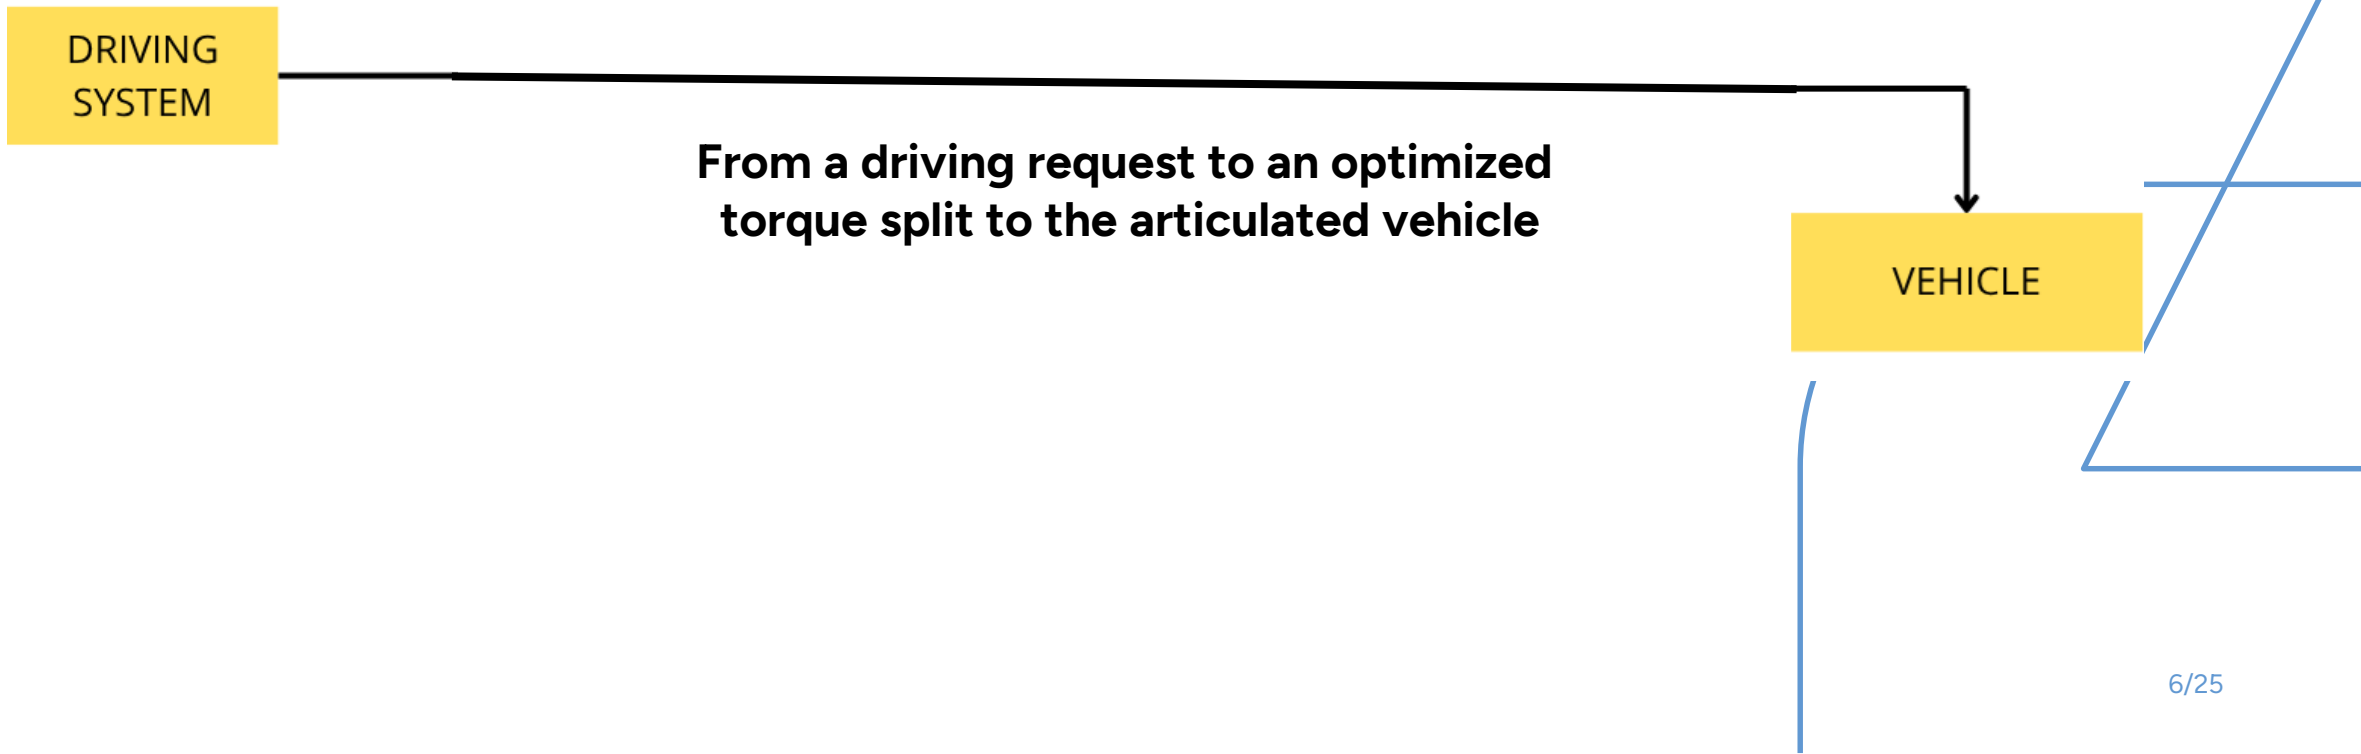 DRIVING
SYSTEM
From a driving request to an optimized
torque split to the articulated vehicle
VEHICLE
6/25